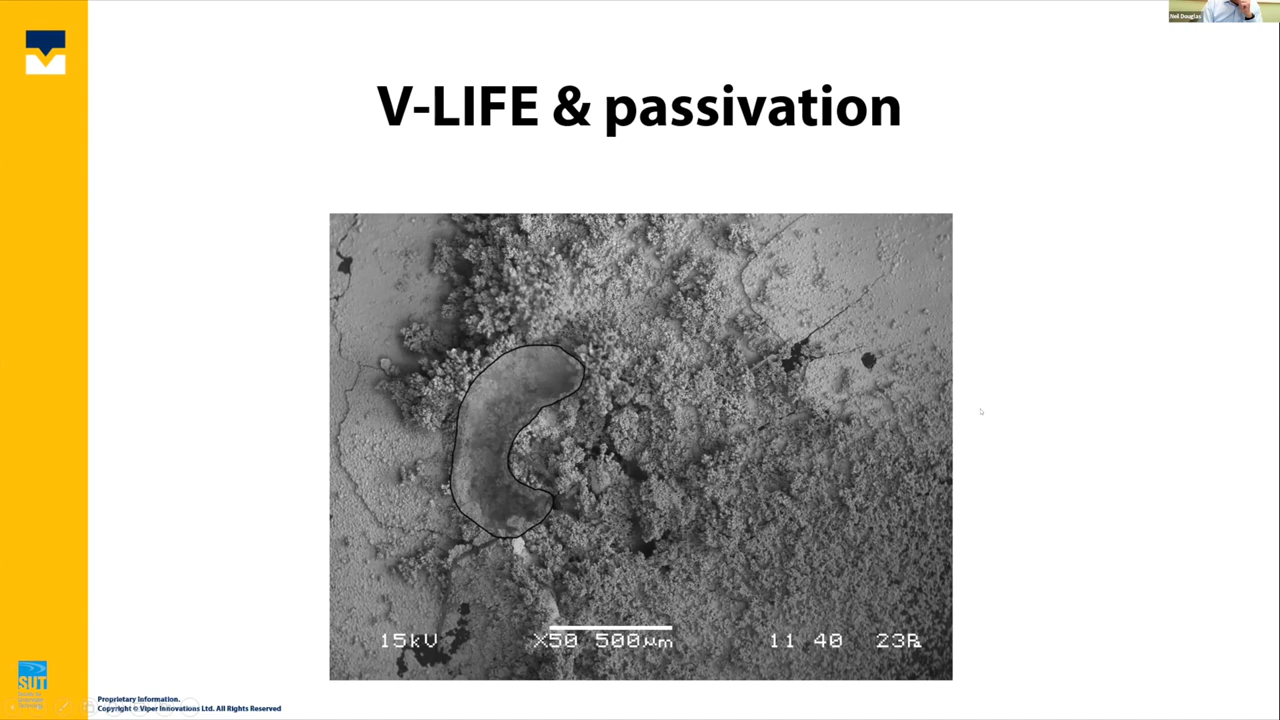 Neil Douglas
V-LIFE & passivation
15kV X50 500μm 11 40 23R
SUT
Proprietary Information.
Copyright © Viper Innovations Ltd. All Rights Reserved